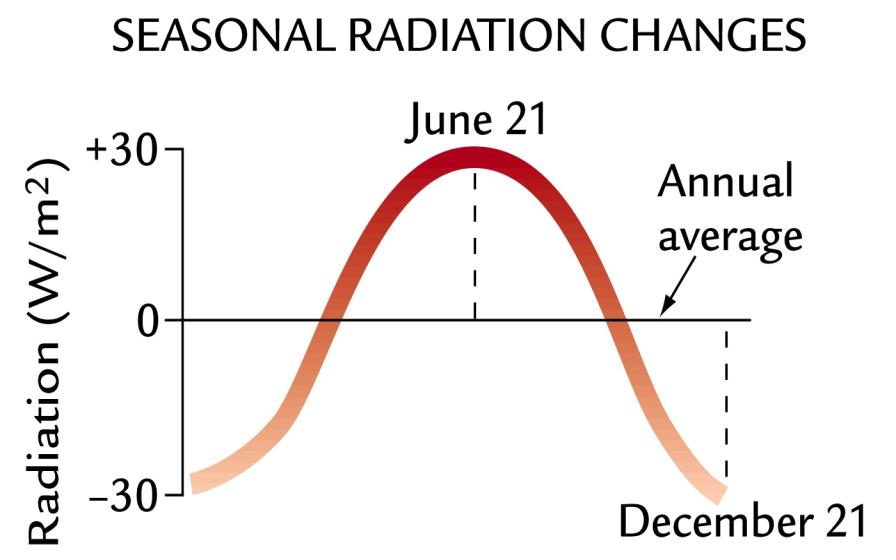 SEASONAL RADIATION CHANGES
June 21
+30
Annual
average
Radiation (W/m²)
0
–30
December 21